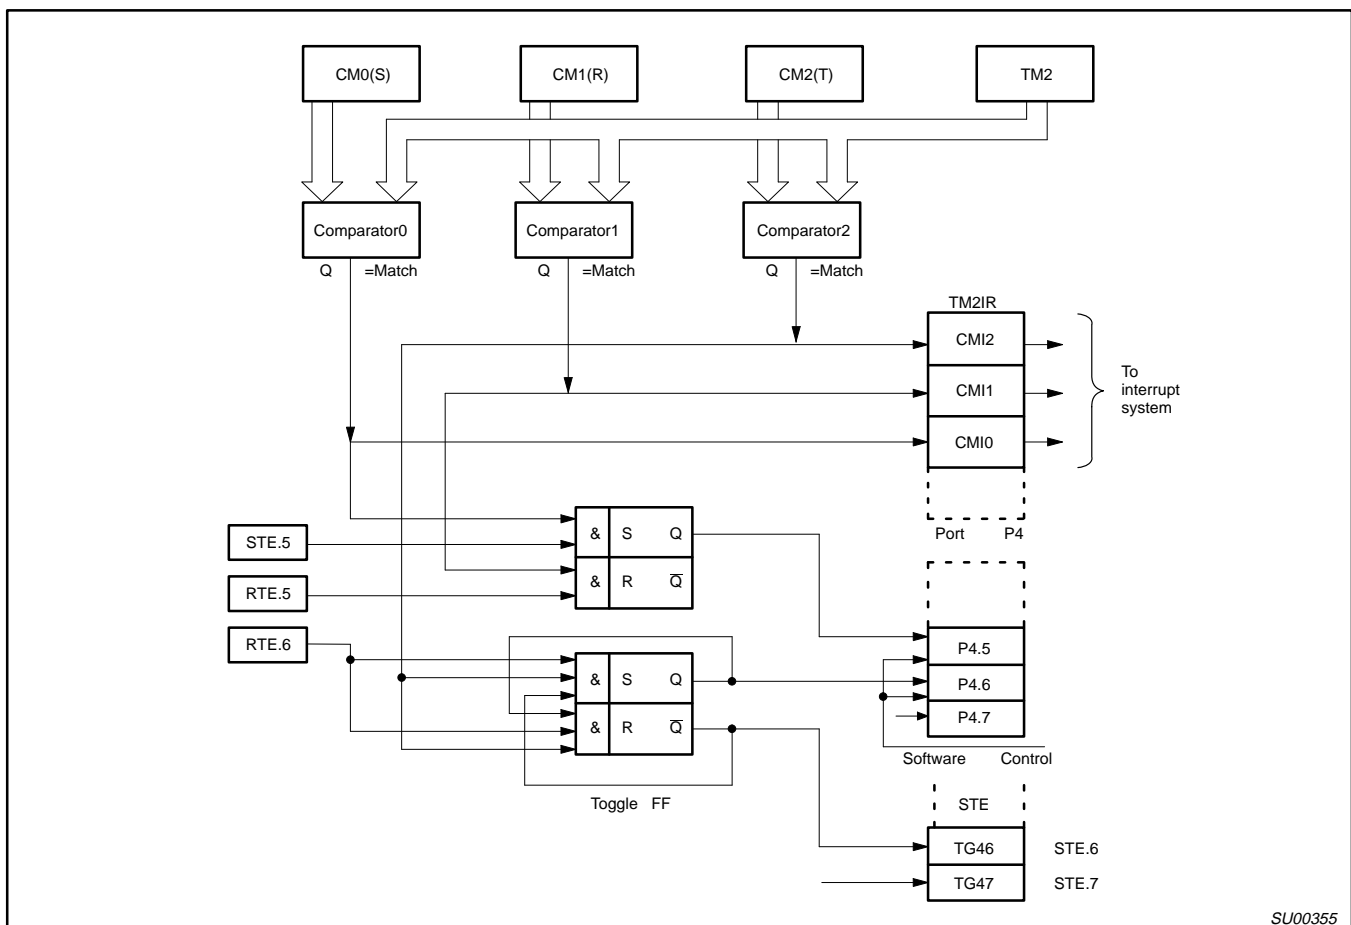 CM0(S) CM1(R) CM2(T) TM2
Comparator0 Comparator1 Comparator2
Q =Match Q =Match Q =Match
TM2IR
CMI2
CMI1
CMI0
To
interrupt
system
Port P4
STE.5
RTE.5
RTE.6
& S Q
& R Q̅
& S Q
& R Q̅
Toggle FF
P4.5
P4.6
P4.7
Software Control
STE
TG46 STE.6
TG47 STE.7
SU00355